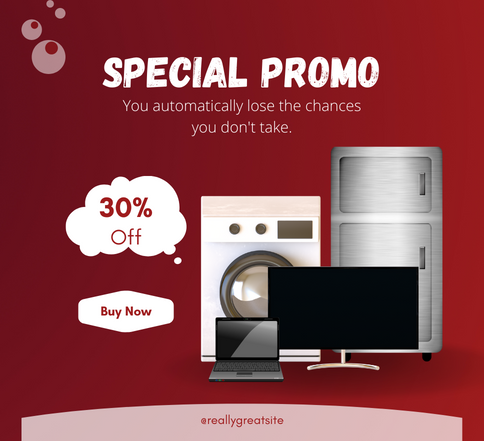 SPECIAL PROMO
You automatically lose the chances
you don't take.
30%
Off
Buy Now
@reallygreatsite